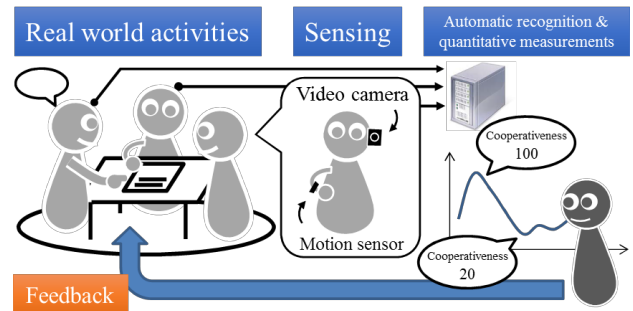 Real world activities
Sensing
Automatic recognition &
quantitative measurements
Video camera
Motion sensor
Cooperativeness
100
Cooperativeness
20
Feedback